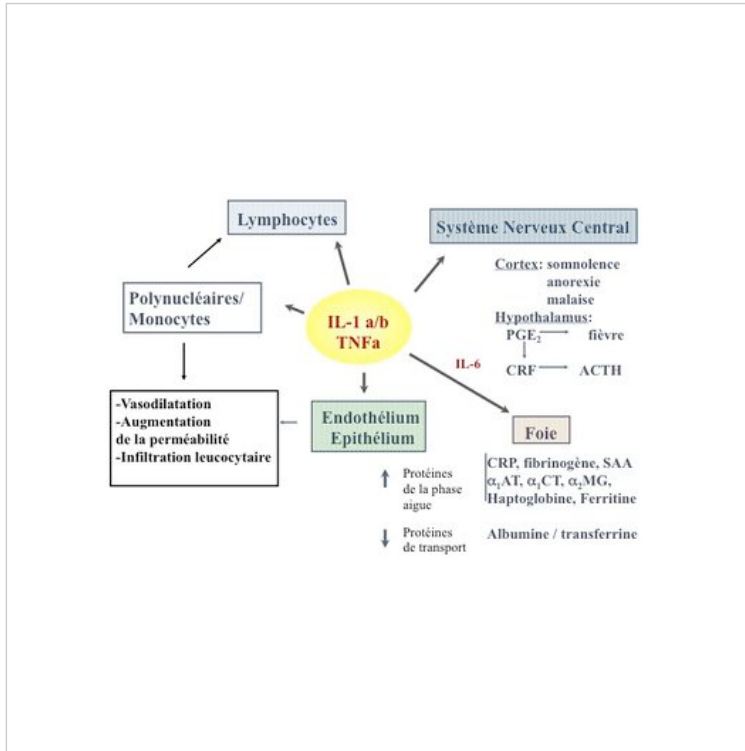 Lymphocytes
Système Nerveux Central
Cortex: somnolence
anorexie
malaise
Hypothalamus:
PGE₂ fièvre
CRF ACTH
Polynucléaires/
Monocytes
IL-1 a/b
TNFa
IL-6
-Vasodilatation
-Augmentation
de la perméabilité
-Infiltration leucocytaire
Endothélium
Epithélium
Foie
CRP, fibrinogène, SAA
α₁AT, α₁CT, α₂MG,
Haptoglobine, Ferritine
Protéines
de la phase
aigue
Protéines
de transport
Albumine / transferrine